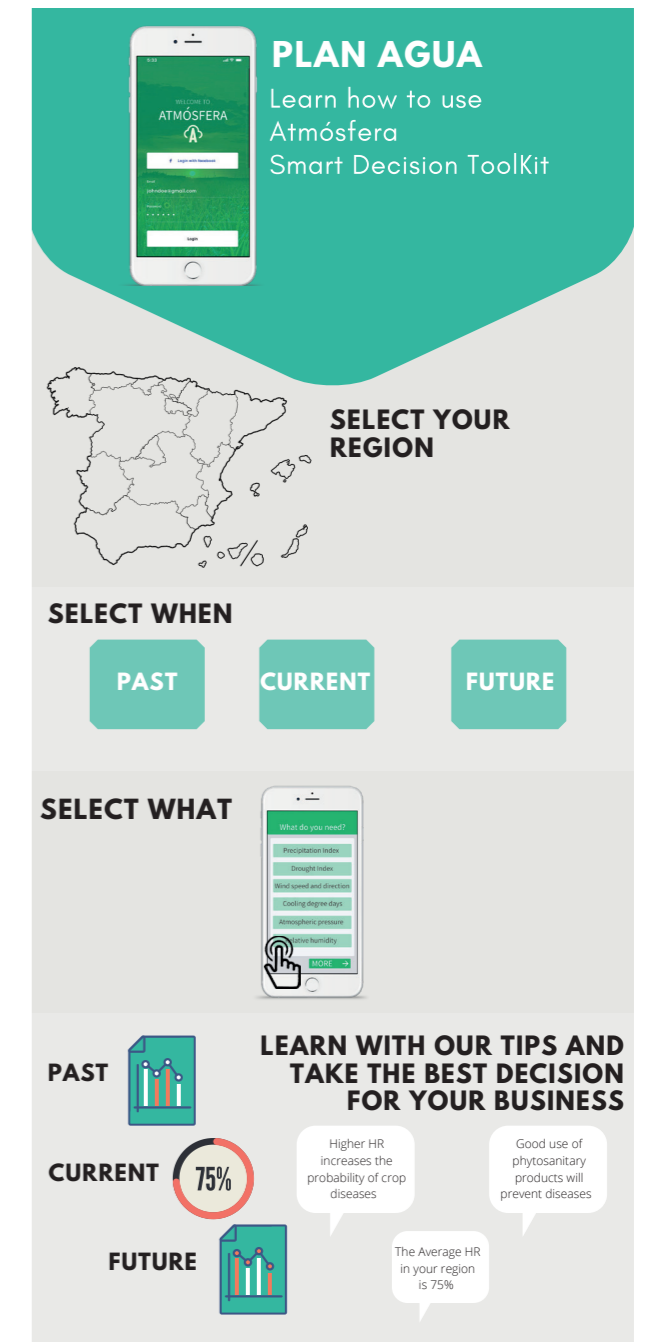 PLAN AGUA
Learn how to use
Atmósfera
Smart Decision ToolKit
WELCOME TO
ATMÓSFERA
A
Login with Facebook
Login
SELECT YOUR
REGION
SELECT WHEN
PAST
CURRENT
FUTURE
SELECT WHAT
What do you need?
Precipitation Index
Drought Index
Wind speed and direction
Cooling degree days
Atmospheric pressure
humidity
MORE
LEARN WITH OUR TIPS AND
TAKE THE BEST DECISION
FOR YOUR BUSINESS
PAST
CURRENT
75%
FUTURE
Higher HR
increases the
probability of crop
diseases
Good use of
phytosanitary
products will
prevent diseases
The Average HR
in your region
is 75%